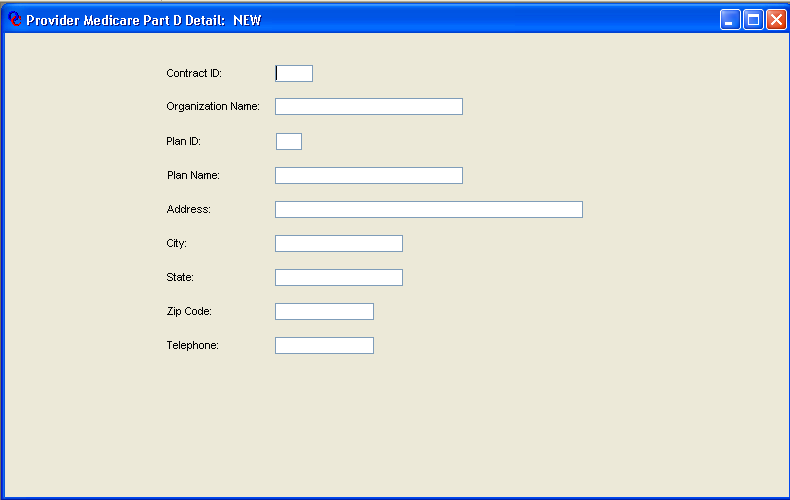 Provider Medicare Part D Detail: NEW
Contract ID:
Organization Name:
Plan ID:
Plan Name:
Address:
City:
State:
Zip Code:
Telephone: